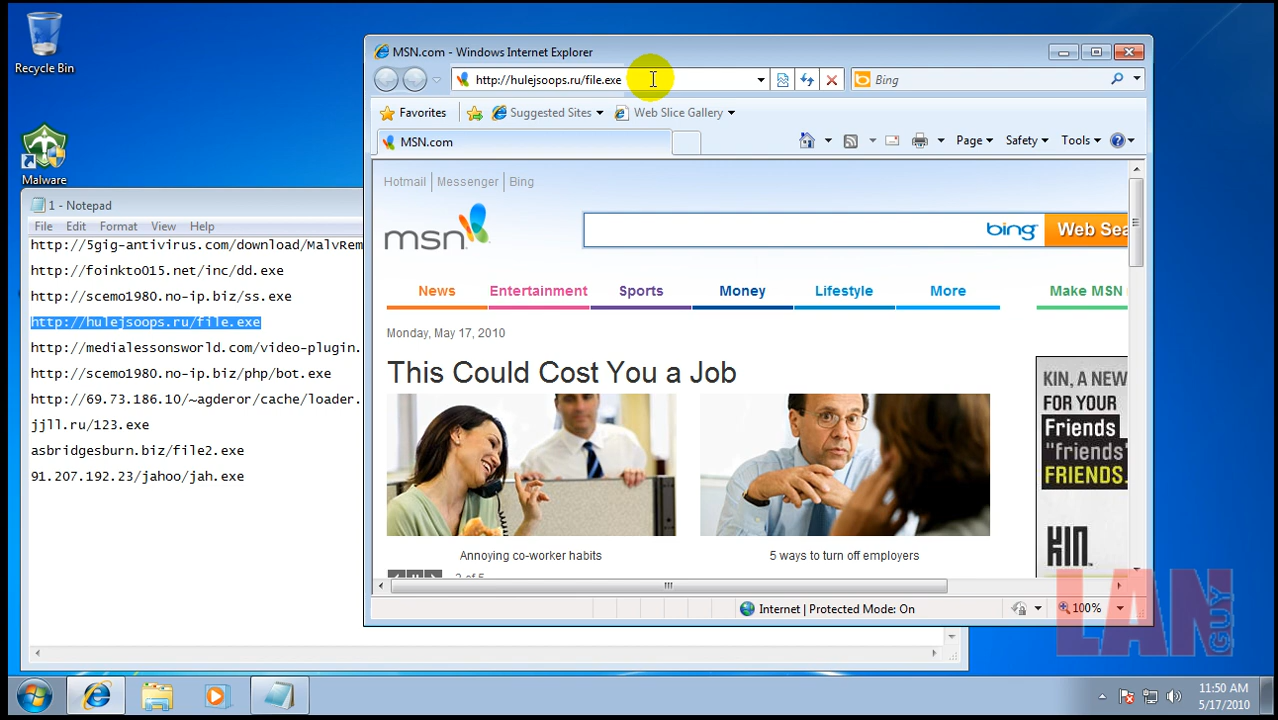 Recycle Bin
Malware
1 - Notepad
File Edit Format View Help
http://5gig-antivirus.com/download/MalvRem
http://foinkto015.net/inc/dd.exe
http://scemo1980.no-ip.biz/ss.exe
http://hulejsoops.ru/file.exe
http://medialessonsworld.com/video-plugin.
http://scemo1980.no-ip.biz/php/bot.exe
http://69.73.186.10/~agderor/cache/loader.
jjll.ru/123.exe
asbridgesburn.biz/file2.exe
91.207.192.23/jahoo/jah.exe
MSN.com - Windows Internet Explorer
http://hulejsoops.ru/file.exe
Bing
Favorites Suggested Sites Web Slice Gallery
MSN.com
Page Safety Tools
Hotmail Messenger Bing
msn
bing
Web Sea
News Entertainment Sports Money Lifestyle More Make MSN
Monday, May 17, 2010
This Could Cost You a Job
Annoying co-worker habits
5 ways to turn off employers
2 of 5
KIN, A NEW
FOR YOUR
Friends
"friends"
FRIENDS.
KIN
Internet | Protected Mode: On
100%
LAN
GUY
11:50 AM
5/17/2010